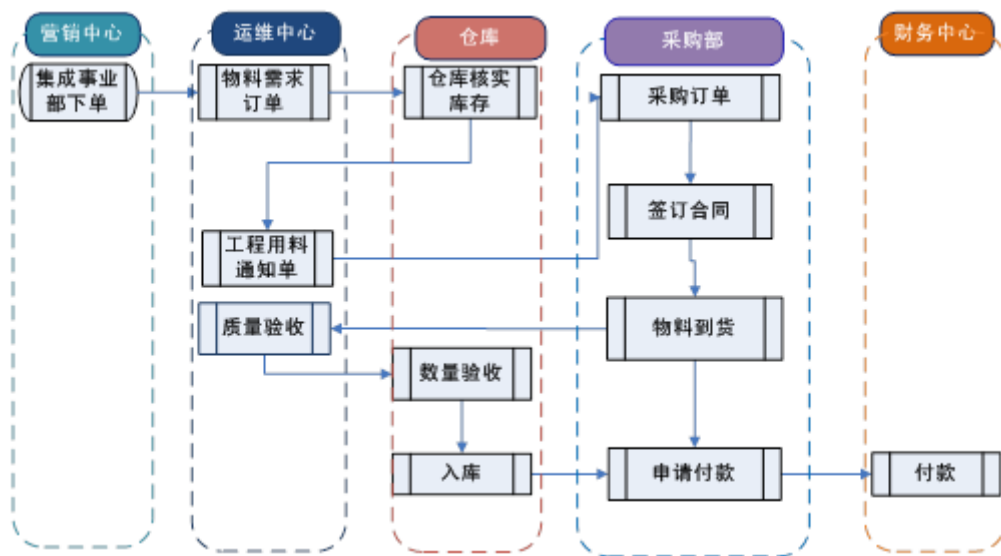 营销中心
运维中心
仓库
采购部
财务中心
集成事业
部下单
物料需求
订单
仓库核实
库存
采购订单
签订合同
工程用料
通知单
质量验收
物料到货
数量验收
入库
申请付款
付款